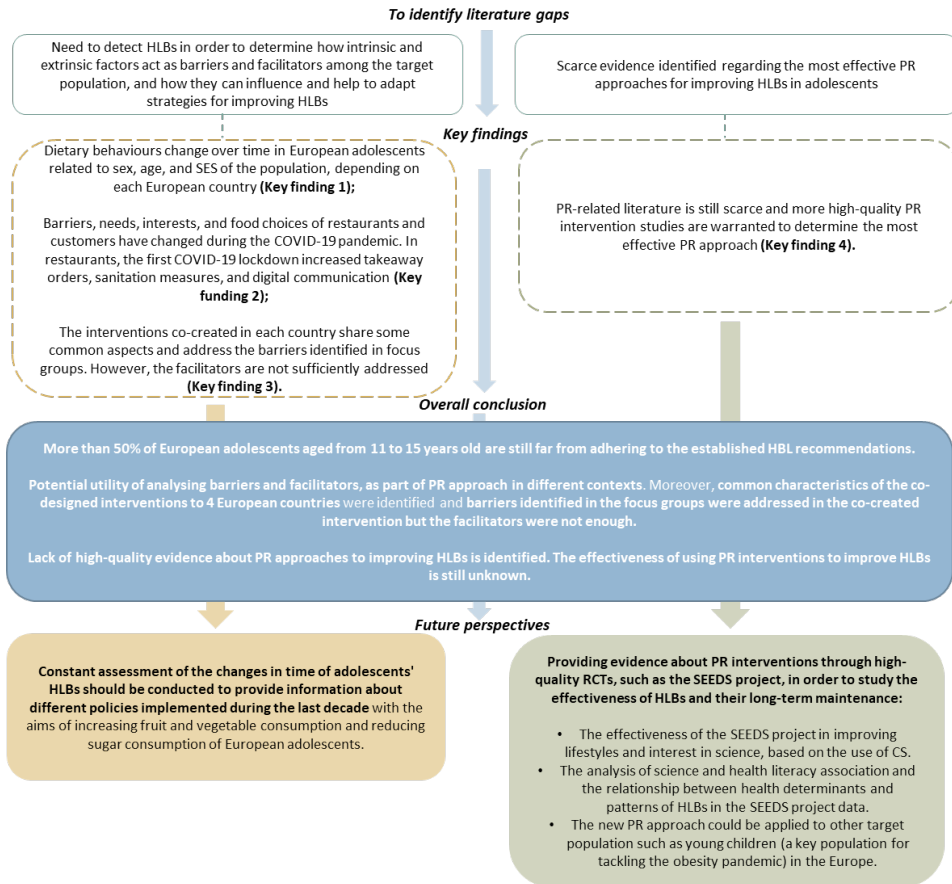 To identify literature gaps
Need to detect HLBs in order to determine how intrinsic and
extrinsic factors act as barriers and facilitators among the
target population, and how they can influence and help to adapt
strategies for improving HLBs
Scarce evidence identified regarding the most effective PR
approaches for improving HLBs in adolescents
Key findings
Dietary behaviours change over time in European adolescents
related to sex, age, and SES of the population, depending on
each European country (Key finding 1);
Barriers, needs, interests, and food choices of restaurants and
customers have changed during the COVID-19 pandemic. In
restaurants, the first COVID-19 lockdown increased takeaway
orders, sanitation measures, and digital communication (Key
funding 2);
The interventions co-created in each country share some
common aspects and address the barriers identified in focus
groups. However, the facilitators are not sufficiently addressed
(Key finding 3).
PR-related literature is still scarce and more high-quality PR
intervention studies are warranted to determine the most
effective PR approach (Key finding 4).
Overall conclusion
More than 50% of European adolescents aged from 11 to 15 years old are still far from adhering to the established HBL recommendations.
Potential utility of analysing barriers and facilitators, as part of PR approach in different contexts. Moreover, common characteristics of the co-
designed interventions to 4 European countries were identified and barriers identified in the focus groups were addressed in the co-created
intervention but the facilitators were not enough.
Lack of high-quality evidence about PR approaches to improving HLBs is identified. The effectiveness of using PR interventions to improve HLBs
is still unknown.
Future perspectives
Constant assessment of the changes in time of adolescents'
HLBs should be conducted to provide information about
different policies implemented during the last decade with the
aims of increasing fruit and vegetable consumption and reducing
sugar consumption of European adolescents.
Providing evidence about PR interventions through high-
quality RCTs, such as the SEEDS project, in order to study the
effectiveness of HLBs and their long-term maintenance:
• The effectiveness of the SEEDS project in improving
lifestyles and interest in science, based on the use of CS.
• The analysis of science and health literacy association and
the relationship between health determinants and
patterns of HLBs in the SEEDS project data.
• The new PR approach could be applied to other target
population such as young children (a key population for
tackling the obesity pandemic) in the Europe.